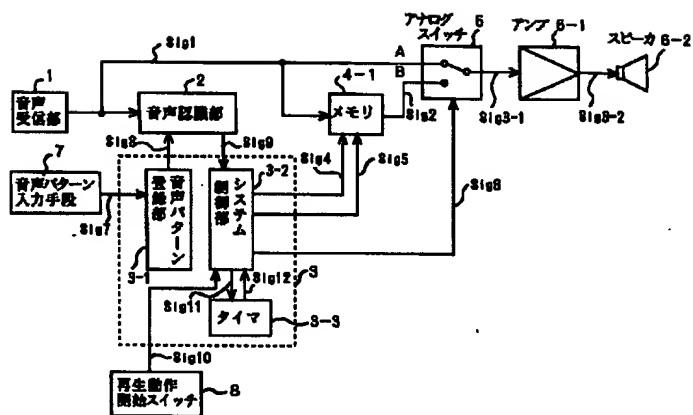 アナログ
スイッチ
5
アンプ
6-1
スピーカ
6-2
Sig1
A
B
1
音声
受信部
2
音声認識部
4-1
メモリ
Sig2
Sig3-1
Sig3-2
Sig8
Sig9
3-2
Sig4
Sig5
Sig6
7
音声パターン
入力手段
Sig7
音声パターン
登録部
3-1
システム
制御部
Sig11
Sig12
3
タイマ
3-3
Sig10
再生動作
開始スイッチ
8